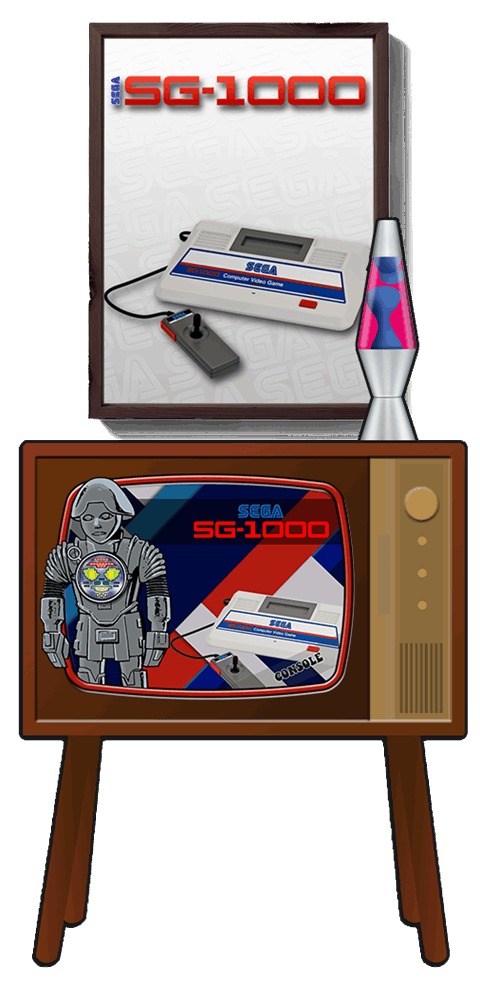 SEGA SG-1000
SEGA
Computer Video Game
SEGA
SG-1000
SEGA
Computer Video Game
CONSOLE